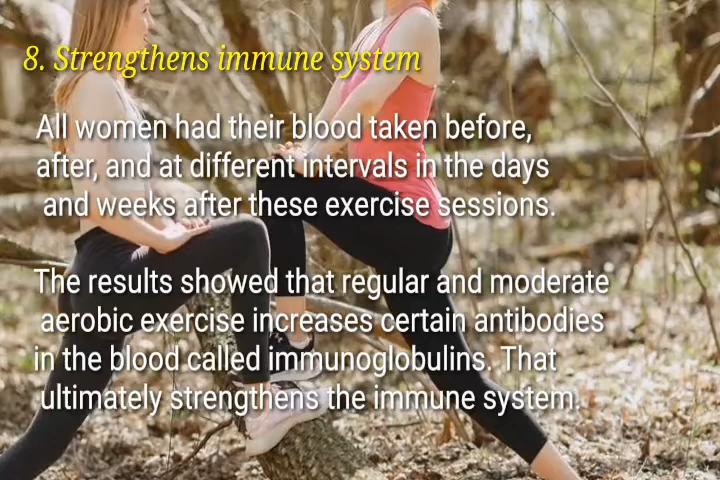 8. Strengthens immune system
All women had their blood taken before,
after, and at different intervals in the days
and weeks after these exercise sessions.
The results showed that regular and moderate
aerobic exercise increases certain antibodies
in the blood called immunoglobulins. That
ultimately strengthens the immune system.